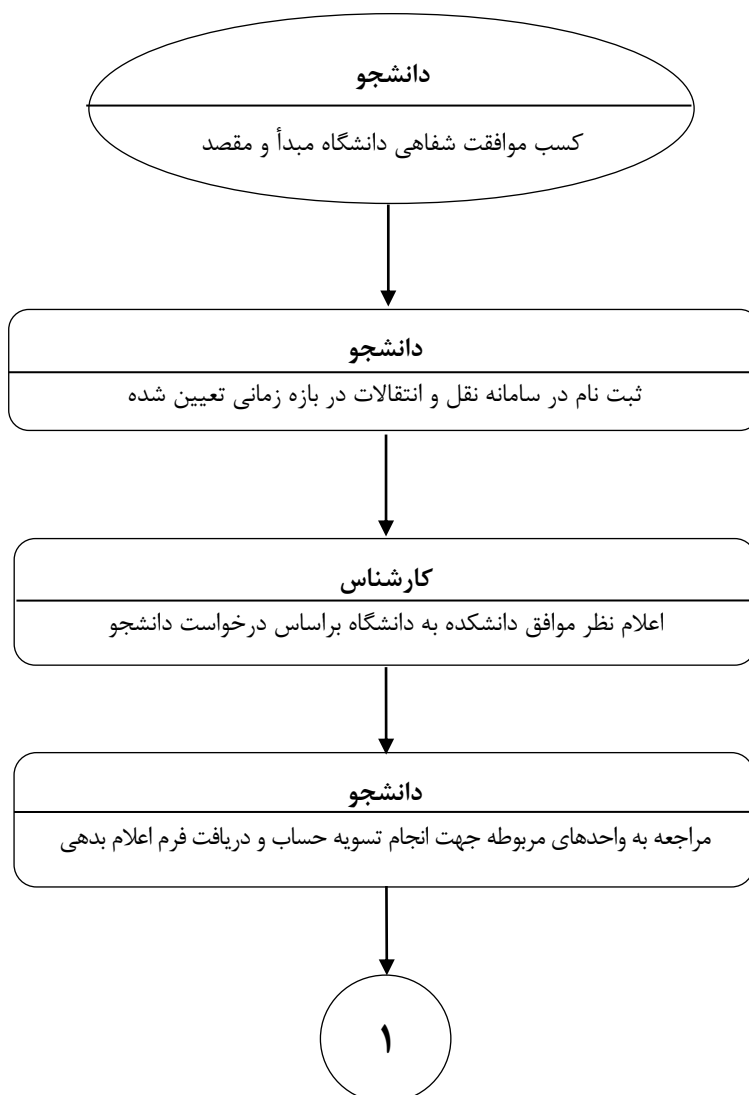 دانشجو
کسب موافقت شفاهی دانشگاه مبدأ و مقصد
دانشجو
ثبت نام در سامانه نقل و انتقالات در بازه زمانی تعیین شده
کارشناس
اعلام نظر موافق دانشکده به دانشگاه براساس درخواست دانشجو
دانشجو
مراجعه به واحدهای مربوطه جهت انجام تسویه حساب و دریافت فرم اعلام بدهی
۱